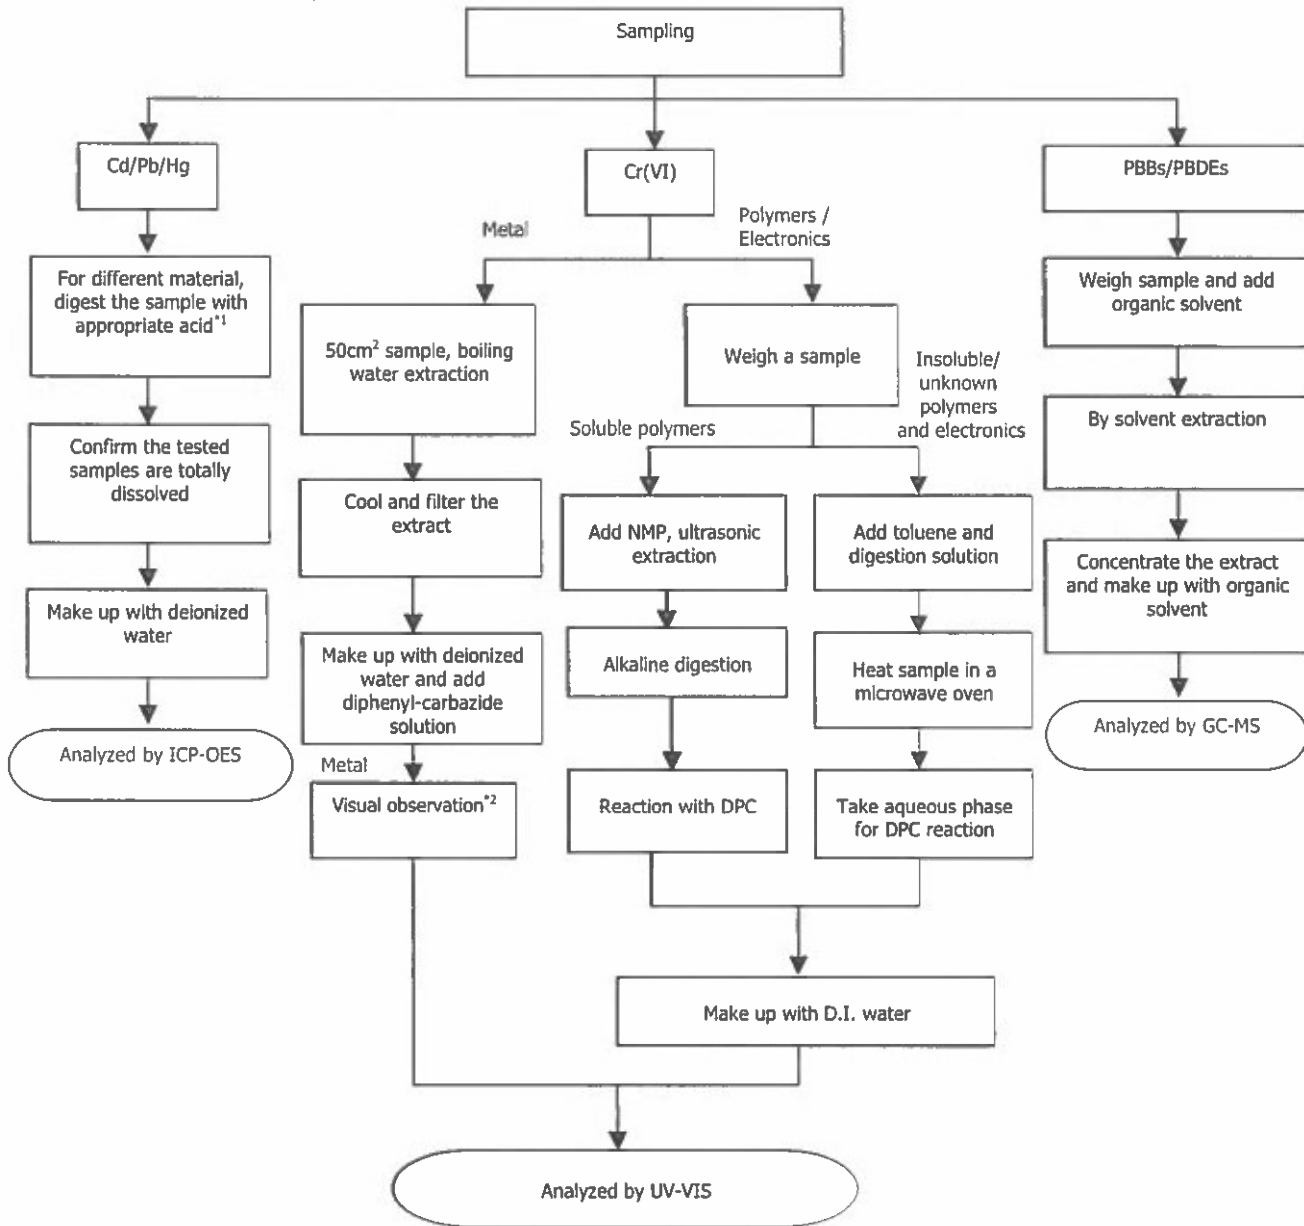 Sampling
Cd/Pb/Hg
Cr(VI)
PBBs/PBDEs
Metal
Polymers /
Electronics
For different material,
digest the sample with
appropriate acid*1
Weigh sample and add
organic solvent
50cm² sample, boiling
water extraction
Weigh a sample
Insoluble/
unknown
polymers
and electronics
Soluble polymers
By solvent extraction
Confirm the tested
samples are totally
dissolved
Cool and filter the
extract
Add NMP, ultrasonic
extraction
Add toluene and
digestion solution
Concentrate the extract
and make up with organic
solvent
Make up with deionized
water
Make up with deionized
water and add
diphenyl-carbazide
solution
Alkaline digestion
Heat sample in a
microwave oven
Analyzed by ICP-OES
Analyzed by GC-MS
Metal
Visual observation*2
Reaction with DPC
Take aqueous phase
for DPC reaction
Make up with D.I. water
Analyzed by UV-VIS